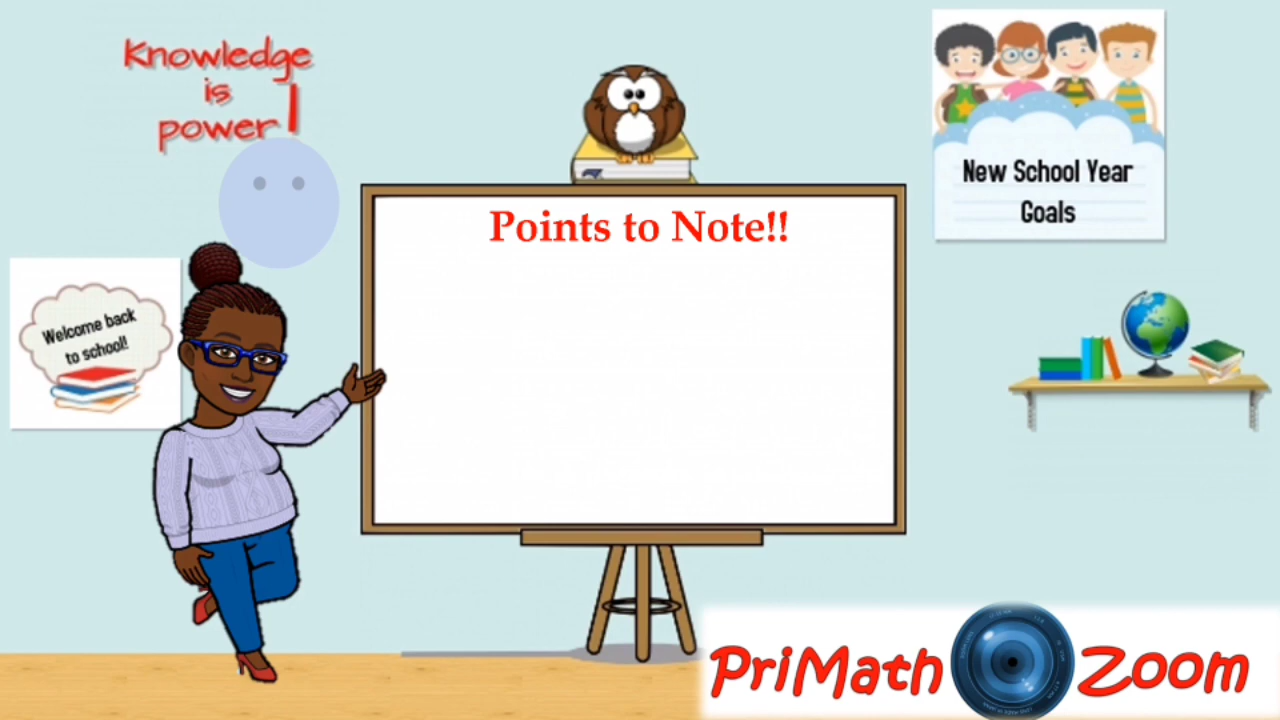 Knowledge
is
power!
New School Year
Goals
Points to Note!!
Welcome back
to school!
PriMath Zoom